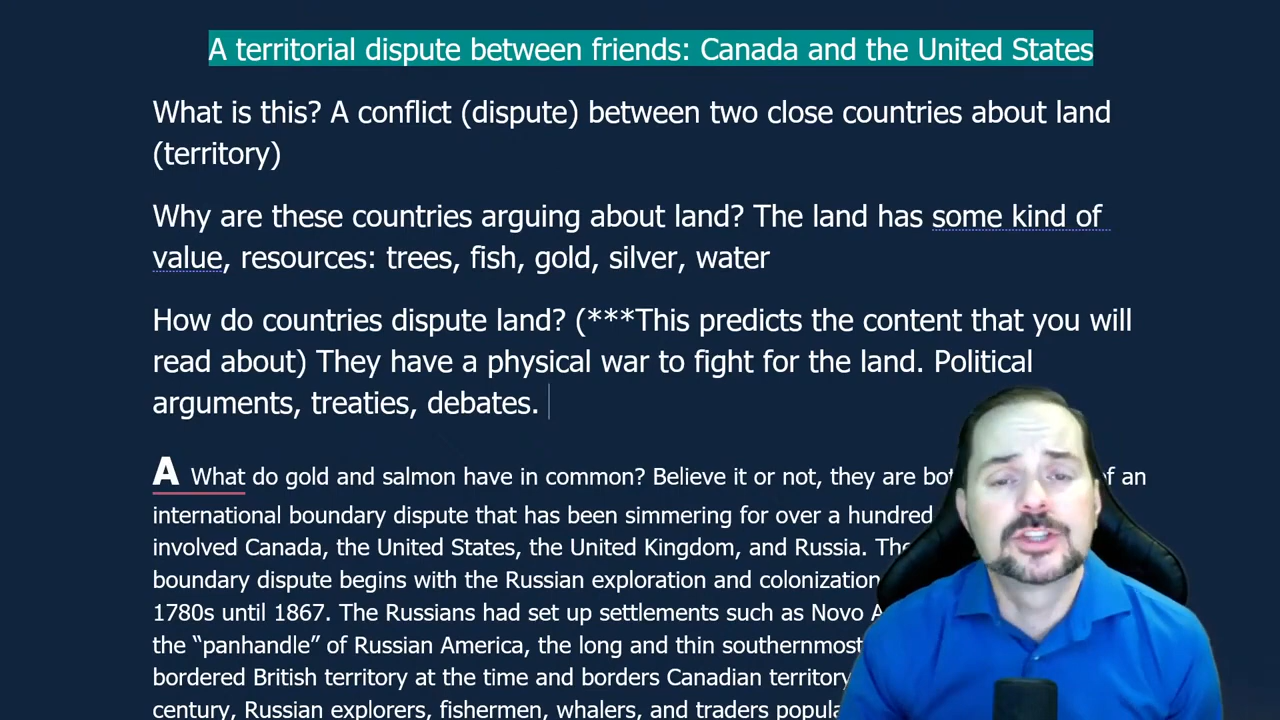 A territorial dispute between friends: Canada and the United States
What is this? A conflict (dispute) between two close countries about land
(territory)
Why are these countries arguing about land? The land has some kind of
value, resources: trees, fish, gold, silver, water
How do countries dispute land? (***This predicts the content that you will
read about) They have a physical war to fight for the land. Political
arguments, treaties, debates.
A What do gold and salmon have in common? Believe it or not, they are of an
international boundary dispute that has been simmering for over a hundred
involved Canada, the United States, the United Kingdom, and Russia.
boundary dispute begins with the Russian exploration and colonization
1780s until 1867. The Russians had set up settlements such as Novo
the “panhandle” of Russian America, the long and thin southernmost
bordered British territory at the time and borders Canadian territory
century, Russian explorers, fishermen, whalers, and traders